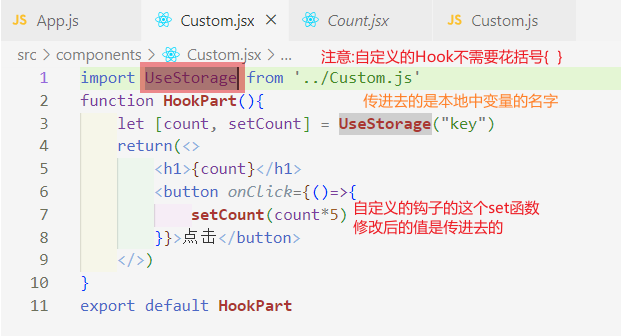 App.js Custom.jsx × Count.jsx Custom.js
src > components > Custom.jsx > ...
注意:自定义的Hook不需要花括号{ }
1 import UseStorage from '../Custom.js'
2 function HookPart(){
传进去的是本地中变量的名字
3 let [count, setCount] = UseStorage("key")
4 return(<>
5 <h1>{count}</h1>
6 <button onClick={()=>{
自定义的钩子的这个set函数
7 setCount(count*5)
修改后的值是传进去的
8 }}>点击</button>
9 </>)
10 }
11 export default HookPart